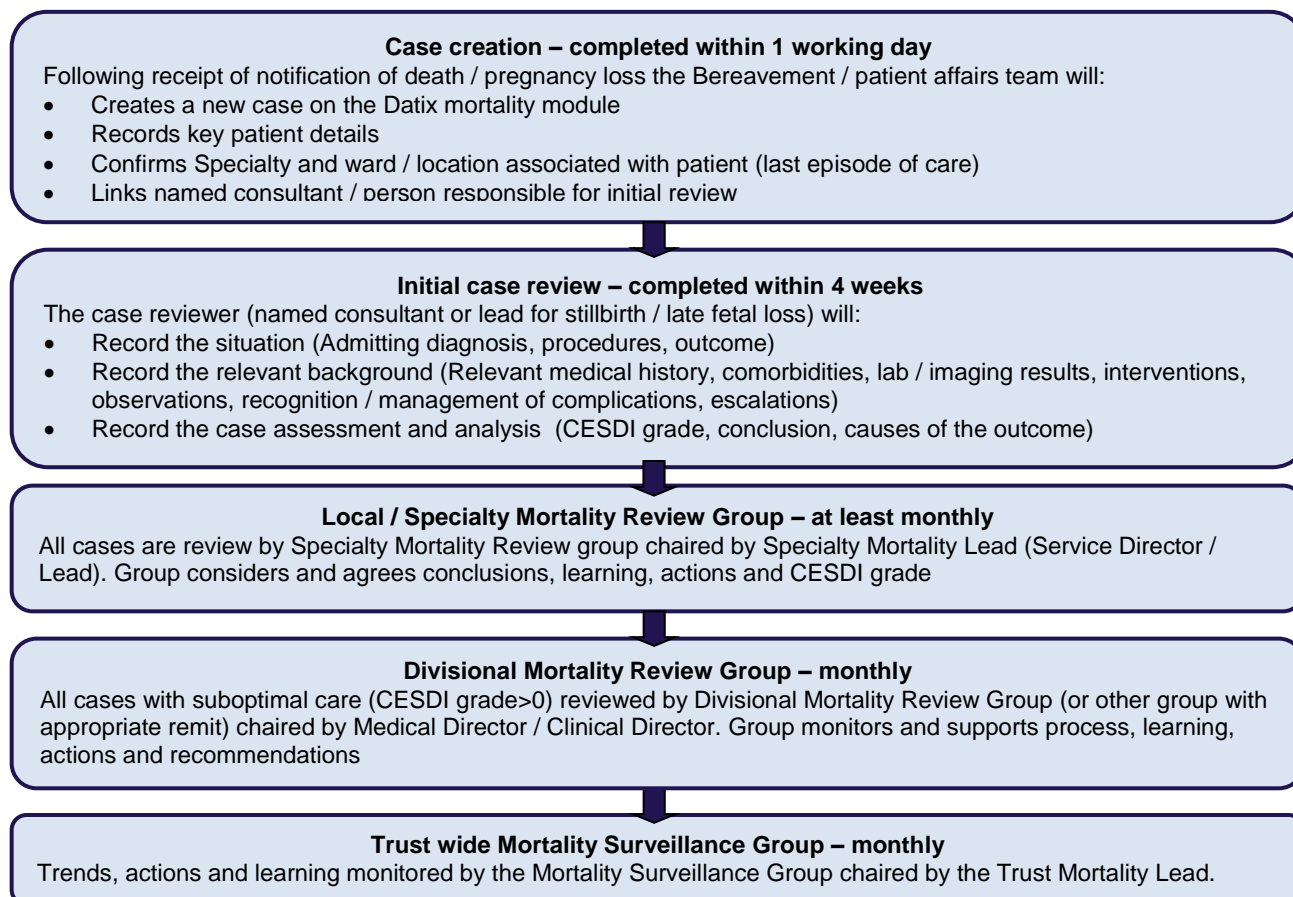 Case creation – completed within 1 working day
Following receipt of notification of death / pregnancy loss the Bereavement / patient affairs team will:
• Creates a new case on the Datix mortality module
• Records key patient details
• Confirms Specialty and ward / location associated with patient (last episode of care)
• Links named consultant / person responsible for initial review
Initial case review – completed within 4 weeks
The case reviewer (named consultant or lead for stillbirth / late fetal loss) will:
• Record the situation (Admitting diagnosis, procedures, outcome)
• Record the relevant background (Relevant medical history, comorbidities, lab / imaging results, interventions,
observations, recognition / management of complications, escalations)
• Record the case assessment and analysis (CESDI grade, conclusion, causes of the outcome)
Local / Specialty Mortality Review Group – at least monthly
All cases are review by Specialty Mortality Review group chaired by Specialty Mortality Lead (Service Director /
Lead). Group considers and agrees conclusions, learning, actions and CESDI grade
Divisional Mortality Review Group – monthly
All cases with suboptimal care (CESDI grade>0) reviewed by Divisional Mortality Review Group (or other group with
appropriate remit) chaired by Medical Director / Clinical Director. Group monitors and supports process, learning,
actions and recommendations
Trust wide Mortality Surveillance Group – monthly
Trends, actions and learning monitored by the Mortality Surveillance Group chaired by the Trust Mortality Lead.